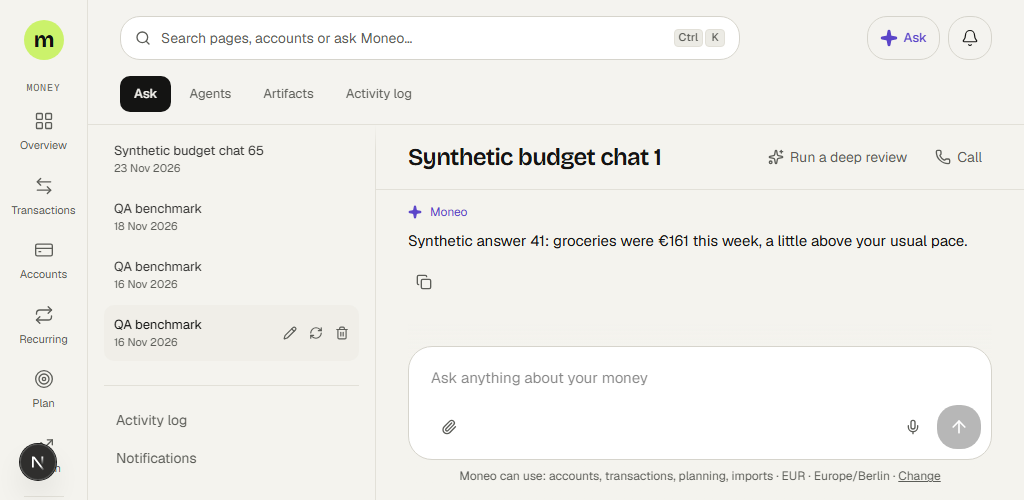 m
Search pages, accounts or ask Moneo...
Ctrl K
Ask
MONEY
Overview
Transactions
Accounts
Recurring
Plan
N
Ask
Agents
Artifacts
Activity log
Synthetic budget chat 65
23 Nov 2026
QA benchmark
18 Nov 2026
QA benchmark
16 Nov 2026
QA benchmark
16 Nov 2026
Activity log
Notifications
Synthetic budget chat 1
Run a deep review
Call
Moneo
Synthetic answer 41: groceries were €161 this week, a little above your usual pace.
Ask anything about your money
Moneo can use: accounts, transactions, planning, imports · EUR · Europe/Berlin · Change